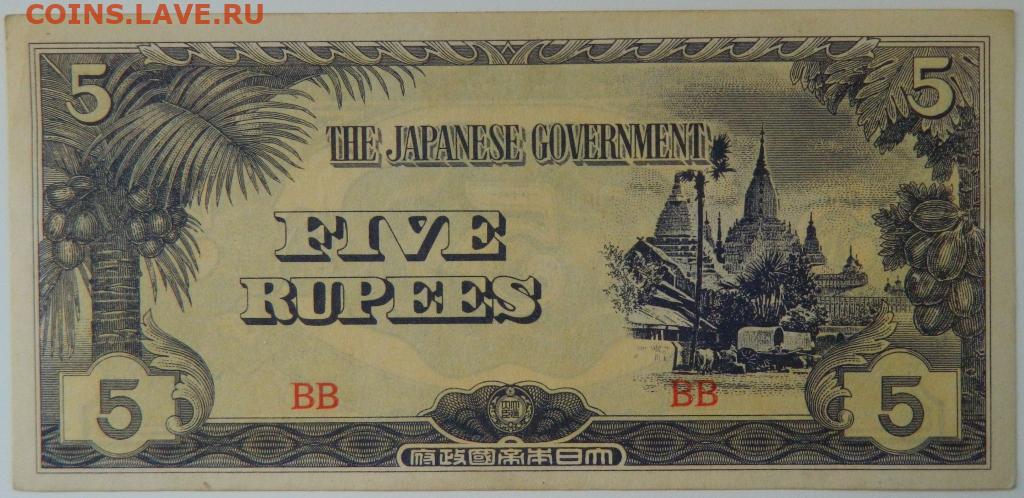 COINS.LAVE.RU
5 5
THE JAPANESE GOVERNMENT
FIVE
RUPEES
BB BB
5 5
大日本帝國政府